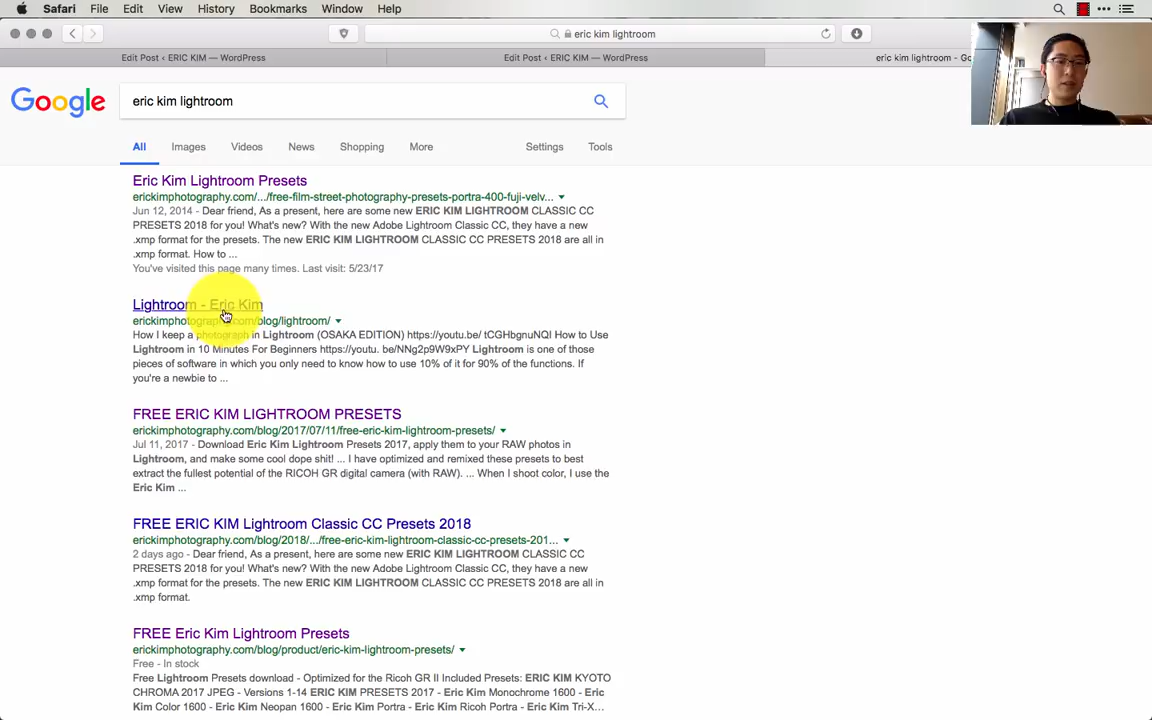 Safari File Edit View History Bookmarks Window Help
eric kim lightroom
Edit Post ‹ ERIC KIM — WordPress
Edit Post ‹ ERIC KIM — WordPress
eric kim lightroom - Go
Google
eric kim lightroom
All Images Videos News Shopping More Settings Tools
Eric Kim Lightroom Presets
erickimphotography.com/.../free-film-street-photography-presets-portra-400-fuji-velv...
Jun 12, 2014 - Dear friend, As a present, here are some new ERIC KIM LIGHTROOM CLASSIC CC
PRESETS 2018 for you! What's new? With the new Adobe Lightroom Classic CC, they have a new
.xmp format for the presets. The new ERIC KIM LIGHTROOM CLASSIC CC PRESETS 2018 are all in
.xmp format. How to ...
You've visited this page many times. Last visit: 5/23/17
Lightroom - Eric Kim
erickimphotography.com/blog/lightroom/
How I keep a photograph in Lightroom (OSAKA EDITION) https://youtu.be/ tCGHbgnuNQI How to Use
Lightroom in 10 Minutes For Beginners https://youtu. be/NNg2p9W9xPY Lightroom is one of those
pieces of software in which you only need to know how to use 10% of it for 90% of the functions. If
you're a newbie to ...
FREE ERIC KIM LIGHTROOM PRESETS
erickimphotography.com/blog/2017/07/11/free-eric-kim-lightroom-presets/
Jul 11, 2017 - Download Eric Kim Lightroom Presets 2017, apply them to your RAW photos in
Lightroom, and make some cool dope shit! ... I have optimized and remixed these presets to best
extract the fullest potential of the RICOH GR digital camera (with RAW). ... When I shoot color, I use the
Eric Kim ...
FREE ERIC KIM Lightroom Classic CC Presets 2018
erickimphotography.com/blog/2018/.../free-eric-kim-lightroom-classic-cc-presets-201...
2 days ago - Dear friend, As a present, here are some new ERIC KIM LIGHTROOM CLASSIC CC
PRESETS 2018 for you! What's new? With the new Adobe Lightroom Classic CC, they have a new
.xmp format for the presets. The new ERIC KIM LIGHTROOM CLASSIC CC PRESETS 2018 are all in
.xmp format.
FREE Eric Kim Lightroom Presets
erickimphotography.com/blog/product/eric-kim-lightroom-presets/
Free - In stock
Free Lightroom Presets download - Optimized for the Ricoh GR II Included Presets: ERIC KIM KYOTO
CHROMA 2017 JPEG - Versions 1-14 ERIC KIM PRESETS 2017 - Eric Kim Monochrome 1600 - Eric
Kim Color 1600 - Eric Kim Neopan 1600 - Eric Kim Portra - Eric Kim Ricoh Portra - Eric Kim Tri-X...